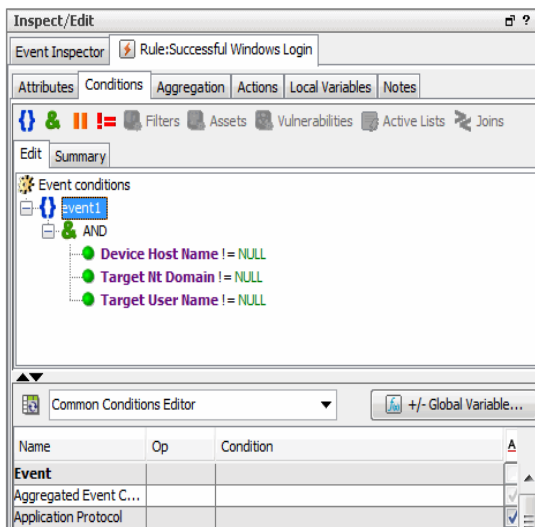 Inspect/Edit ?
Event Inspector Rule:Successful Windows Login
Attributes Conditions Aggregation Actions Local Variables Notes
{} & != Filters Assets Vulnerabilities Active Lists Joins
Edit Summary
Event conditions
{} event1
& AND
Device Host Name != NULL
Target Nt Domain != NULL
Target User Name != NULL
Common Conditions Editor +/- Global Variable...
Name Op Condition A
Event
Aggregated Event C...
Application Protocol